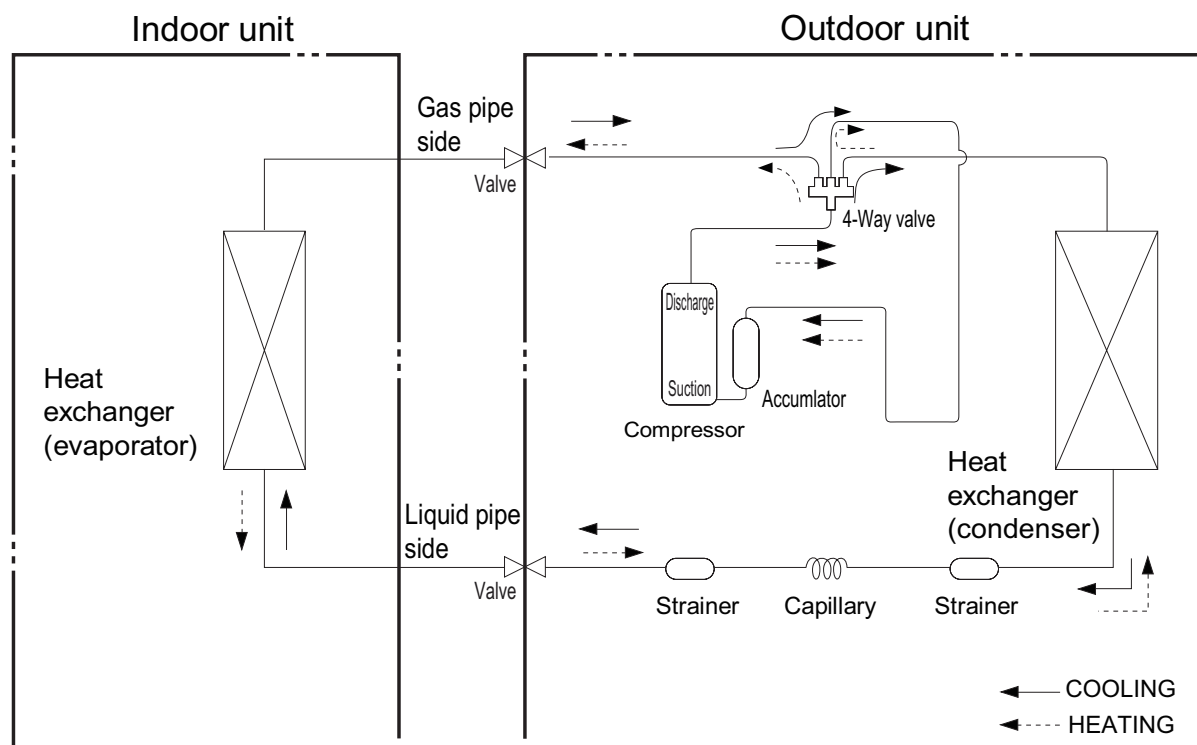 Indoor unit
Outdoor unit
Gas pipe
side
Valve
4-Way valve
Discharge
Suction
Accumlator
Compressor
Heat
exchanger
(evaporator)
Heat
exchanger
(condenser)
Liquid pipe
side
Valve
Strainer
Capillary
Strainer
COOLING
HEATING